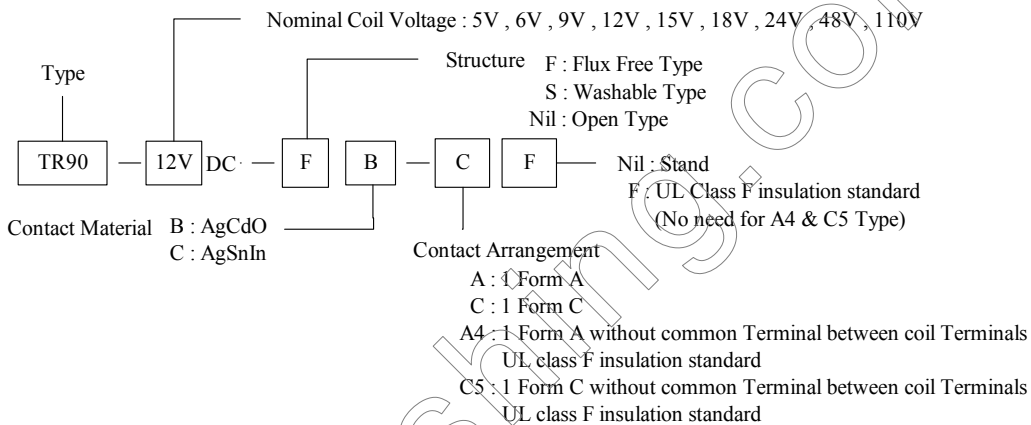 Nominal Coil Voltage : 5V , 6V , 9V , 12V , 15V , 18V , 24V , 48V , 110V
Type
Structure
F : Flux Free Type
S : Washable Type
Nil : Open Type
TR90 — 12V DC — F B — C F
Nil : Stand
F : UL Class F insulation standard
(No need for A4 & C5 Type)
Contact Material
B : AgCdO
C : AgSnIn
Contact Arrangement
A : 1 Form A
C : 1 Form C
A4 : 1 Form A without common Terminal between coil Terminals
UL class F insulation standard
C5 : 1 Form C without common Terminal between coil Terminals
UL class F insulation standard
shing.co